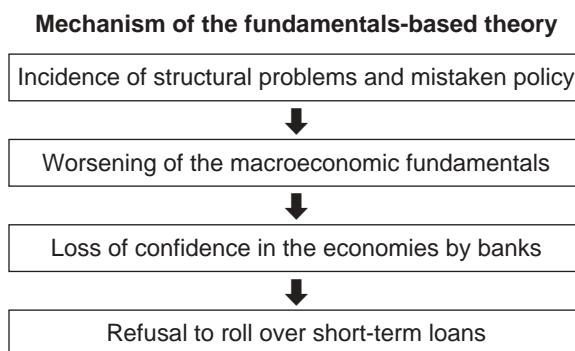 Mechanism of the fundamentals-based theory
Incidence of structural problems and mistaken policy
Worsening of the macroeconomic fundamentals
Loss of confidence in the economies by banks
Refusal to roll over short-term loans